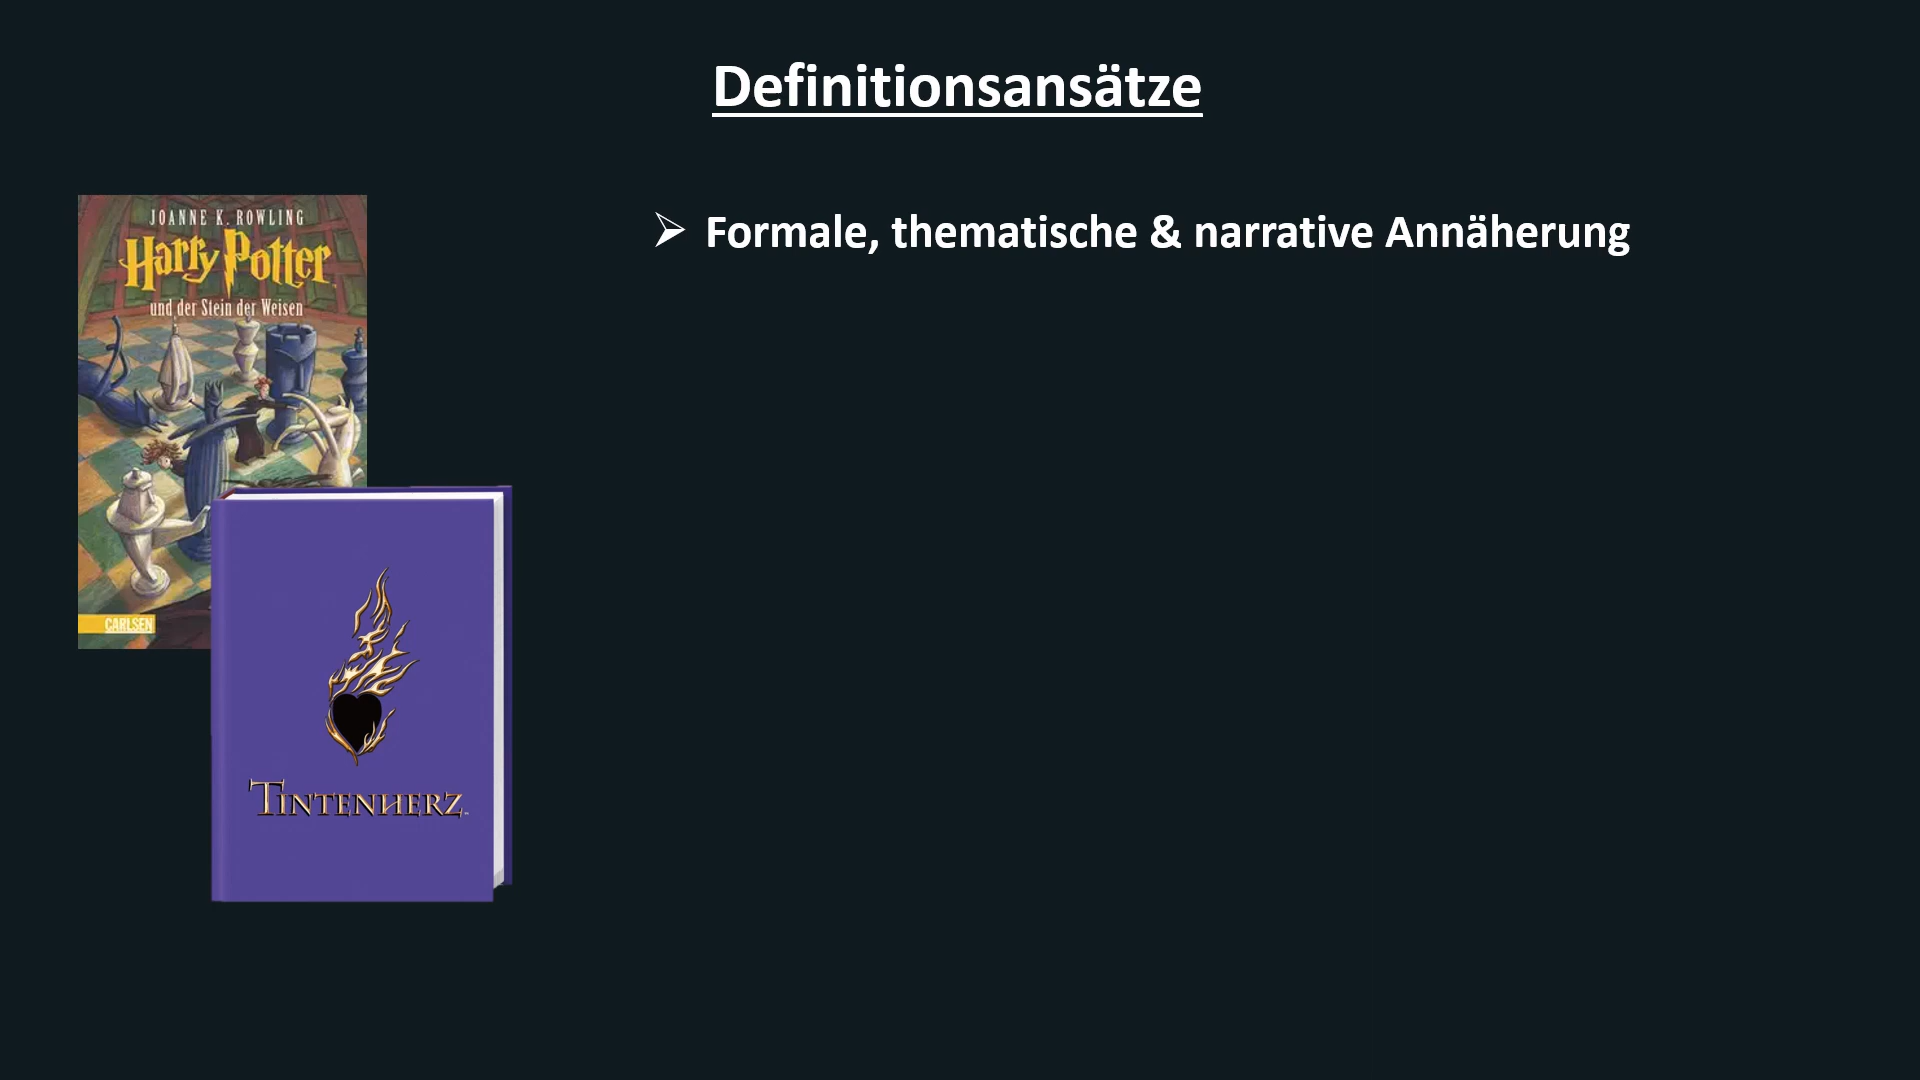 Definitionsansätze
JOANNE K. ROWLING
Harry Potter
und der Stein der Weisen
CARLSEN
TINTENHERZ
➢ Formale, thematische & narrative Annäherung